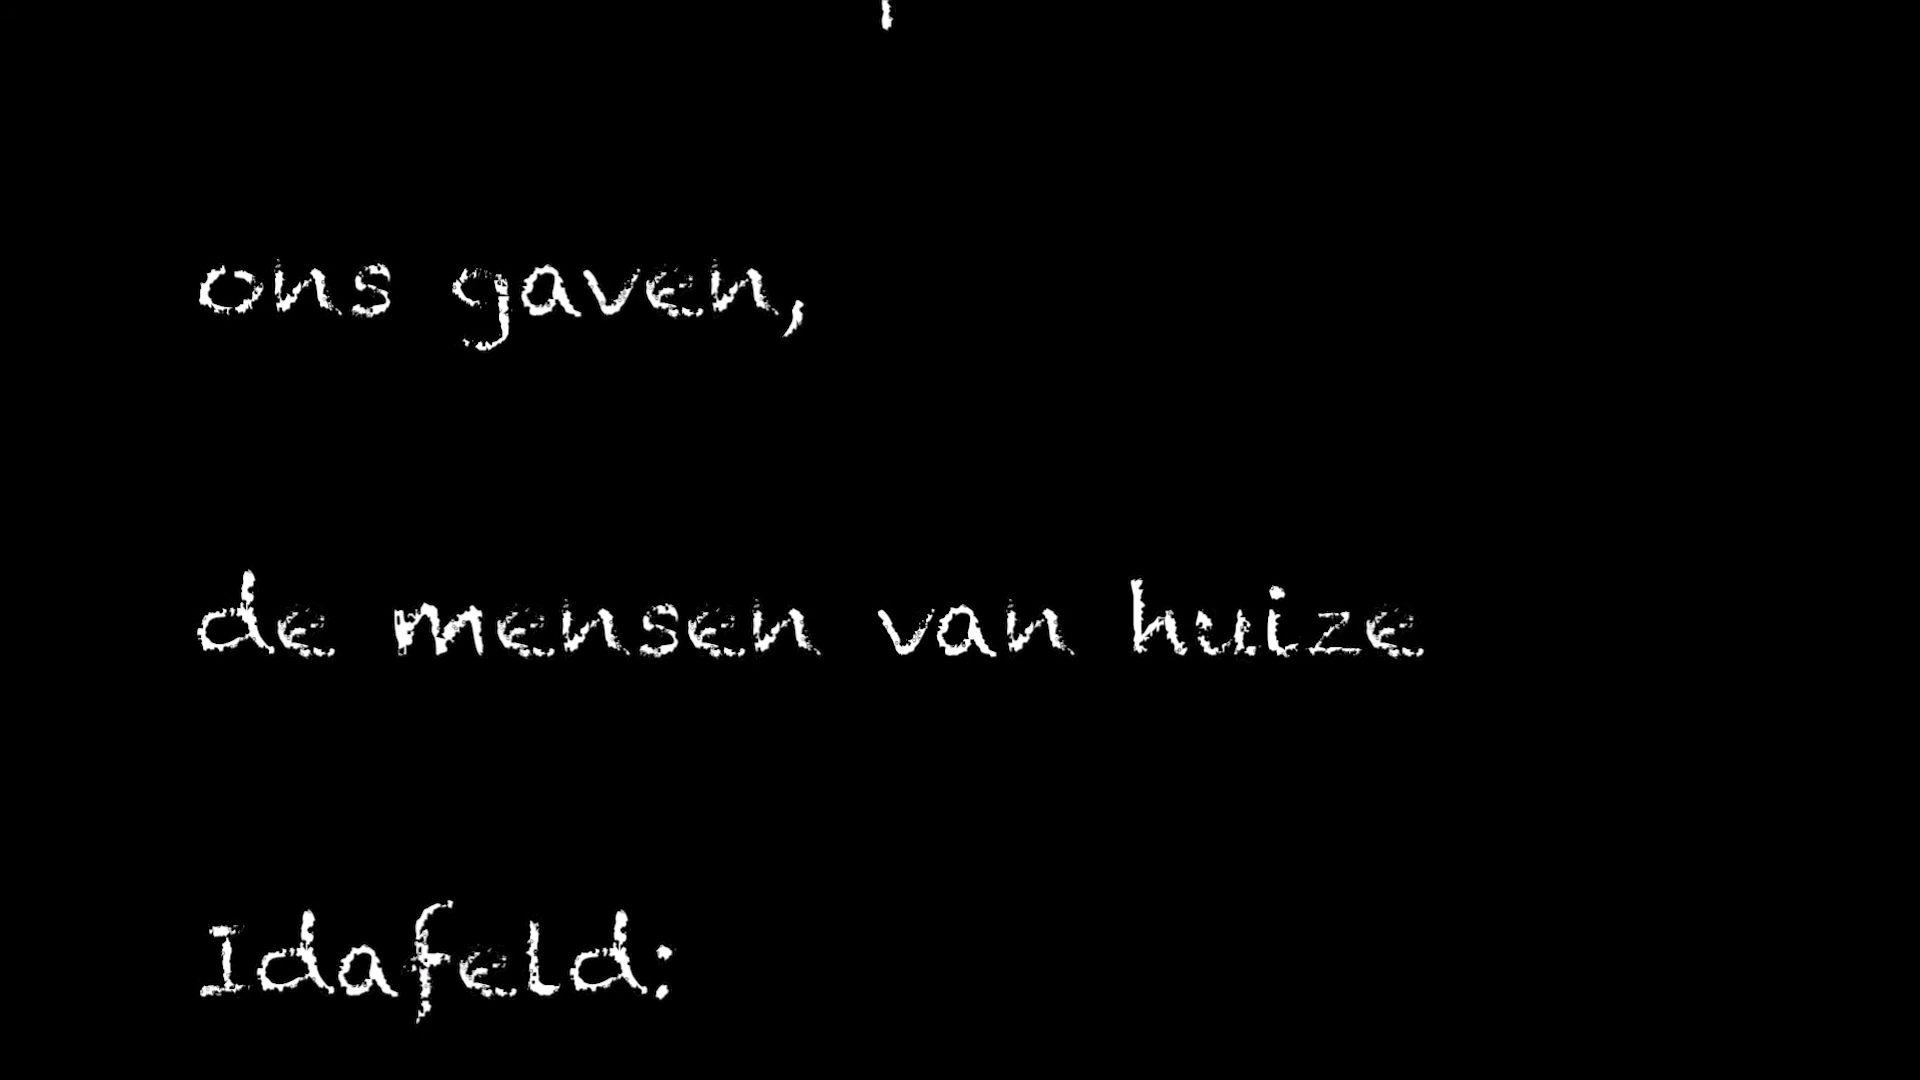 ons gaven,
de mensen van huize
Idafeld: